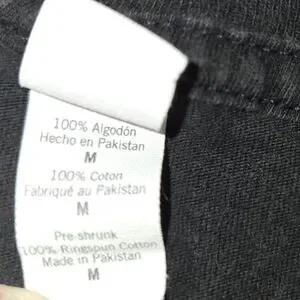 100% Algodón
Hecho en Pakistan
M
100% Coton
Fabriqué au Pakistan
M
Pre-shrunk
100% Ringspun Cotton
Made in Pakistan
M